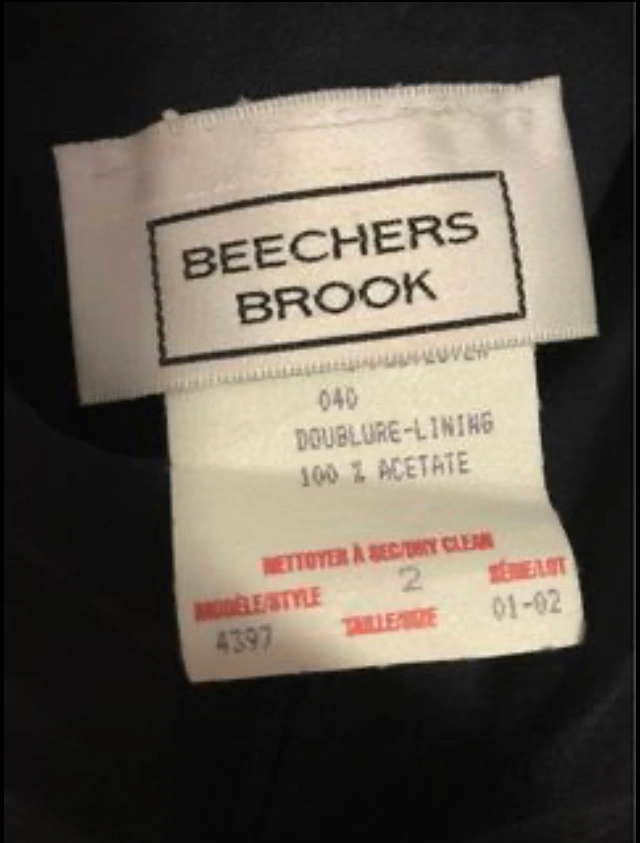 BEECHERS
BROOK
040
DOUBLURE-LINING
100 % ACETATE
NETTOYER À SEC/DRY CLEAN
MODÈLE/STYLE 2 SÉRIE/LOT
4397 TAILLE/SIZE 01-02